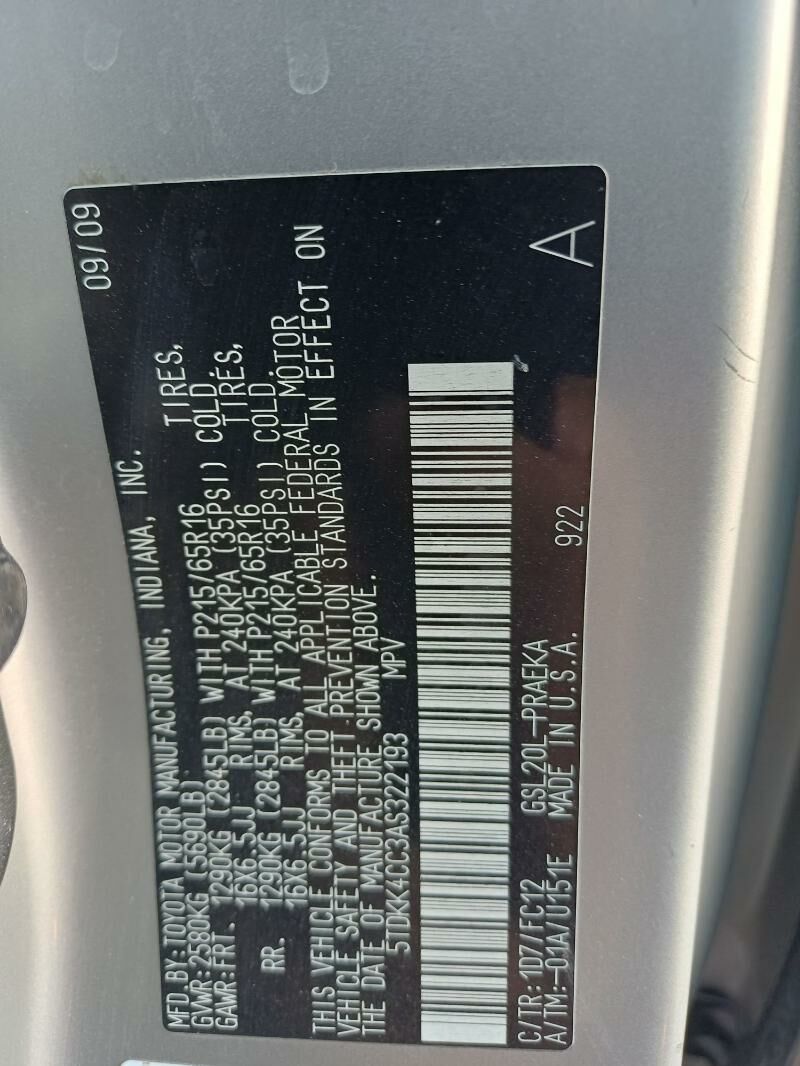 MFD.BY:TOYOTA MOTOR MANUFACTURING, INDIANA, INC. 09/09
GVWR:2580KG (5690LB)
GAWR:FRT. 1290KG (2845LB) WITH P215/65R16 TIRES,
16X6.5JJ RIMS, AT 240KPA (35PSI) COLD.
RR. 1290KG (2845LB) WITH P215/65R16 TIRES,
16X6.5JJ RIMS, AT 240KPA (35PSI) COLD.
THIS VEHICLE CONFORMS TO ALL APPLICABLE FEDERAL MOTOR
VEHICLE SAFETY AND THEFT PREVENTION STANDARDS IN EFFECT ON
THE DATE OF MANUFACTURE SHOWN ABOVE.
5TDKK4CC3AS322193 MPV
C/TR:1D7/FC12 GSL20L-PRAEKA
A/TM:-01A/U151E MADE IN U.S.A. 922 A